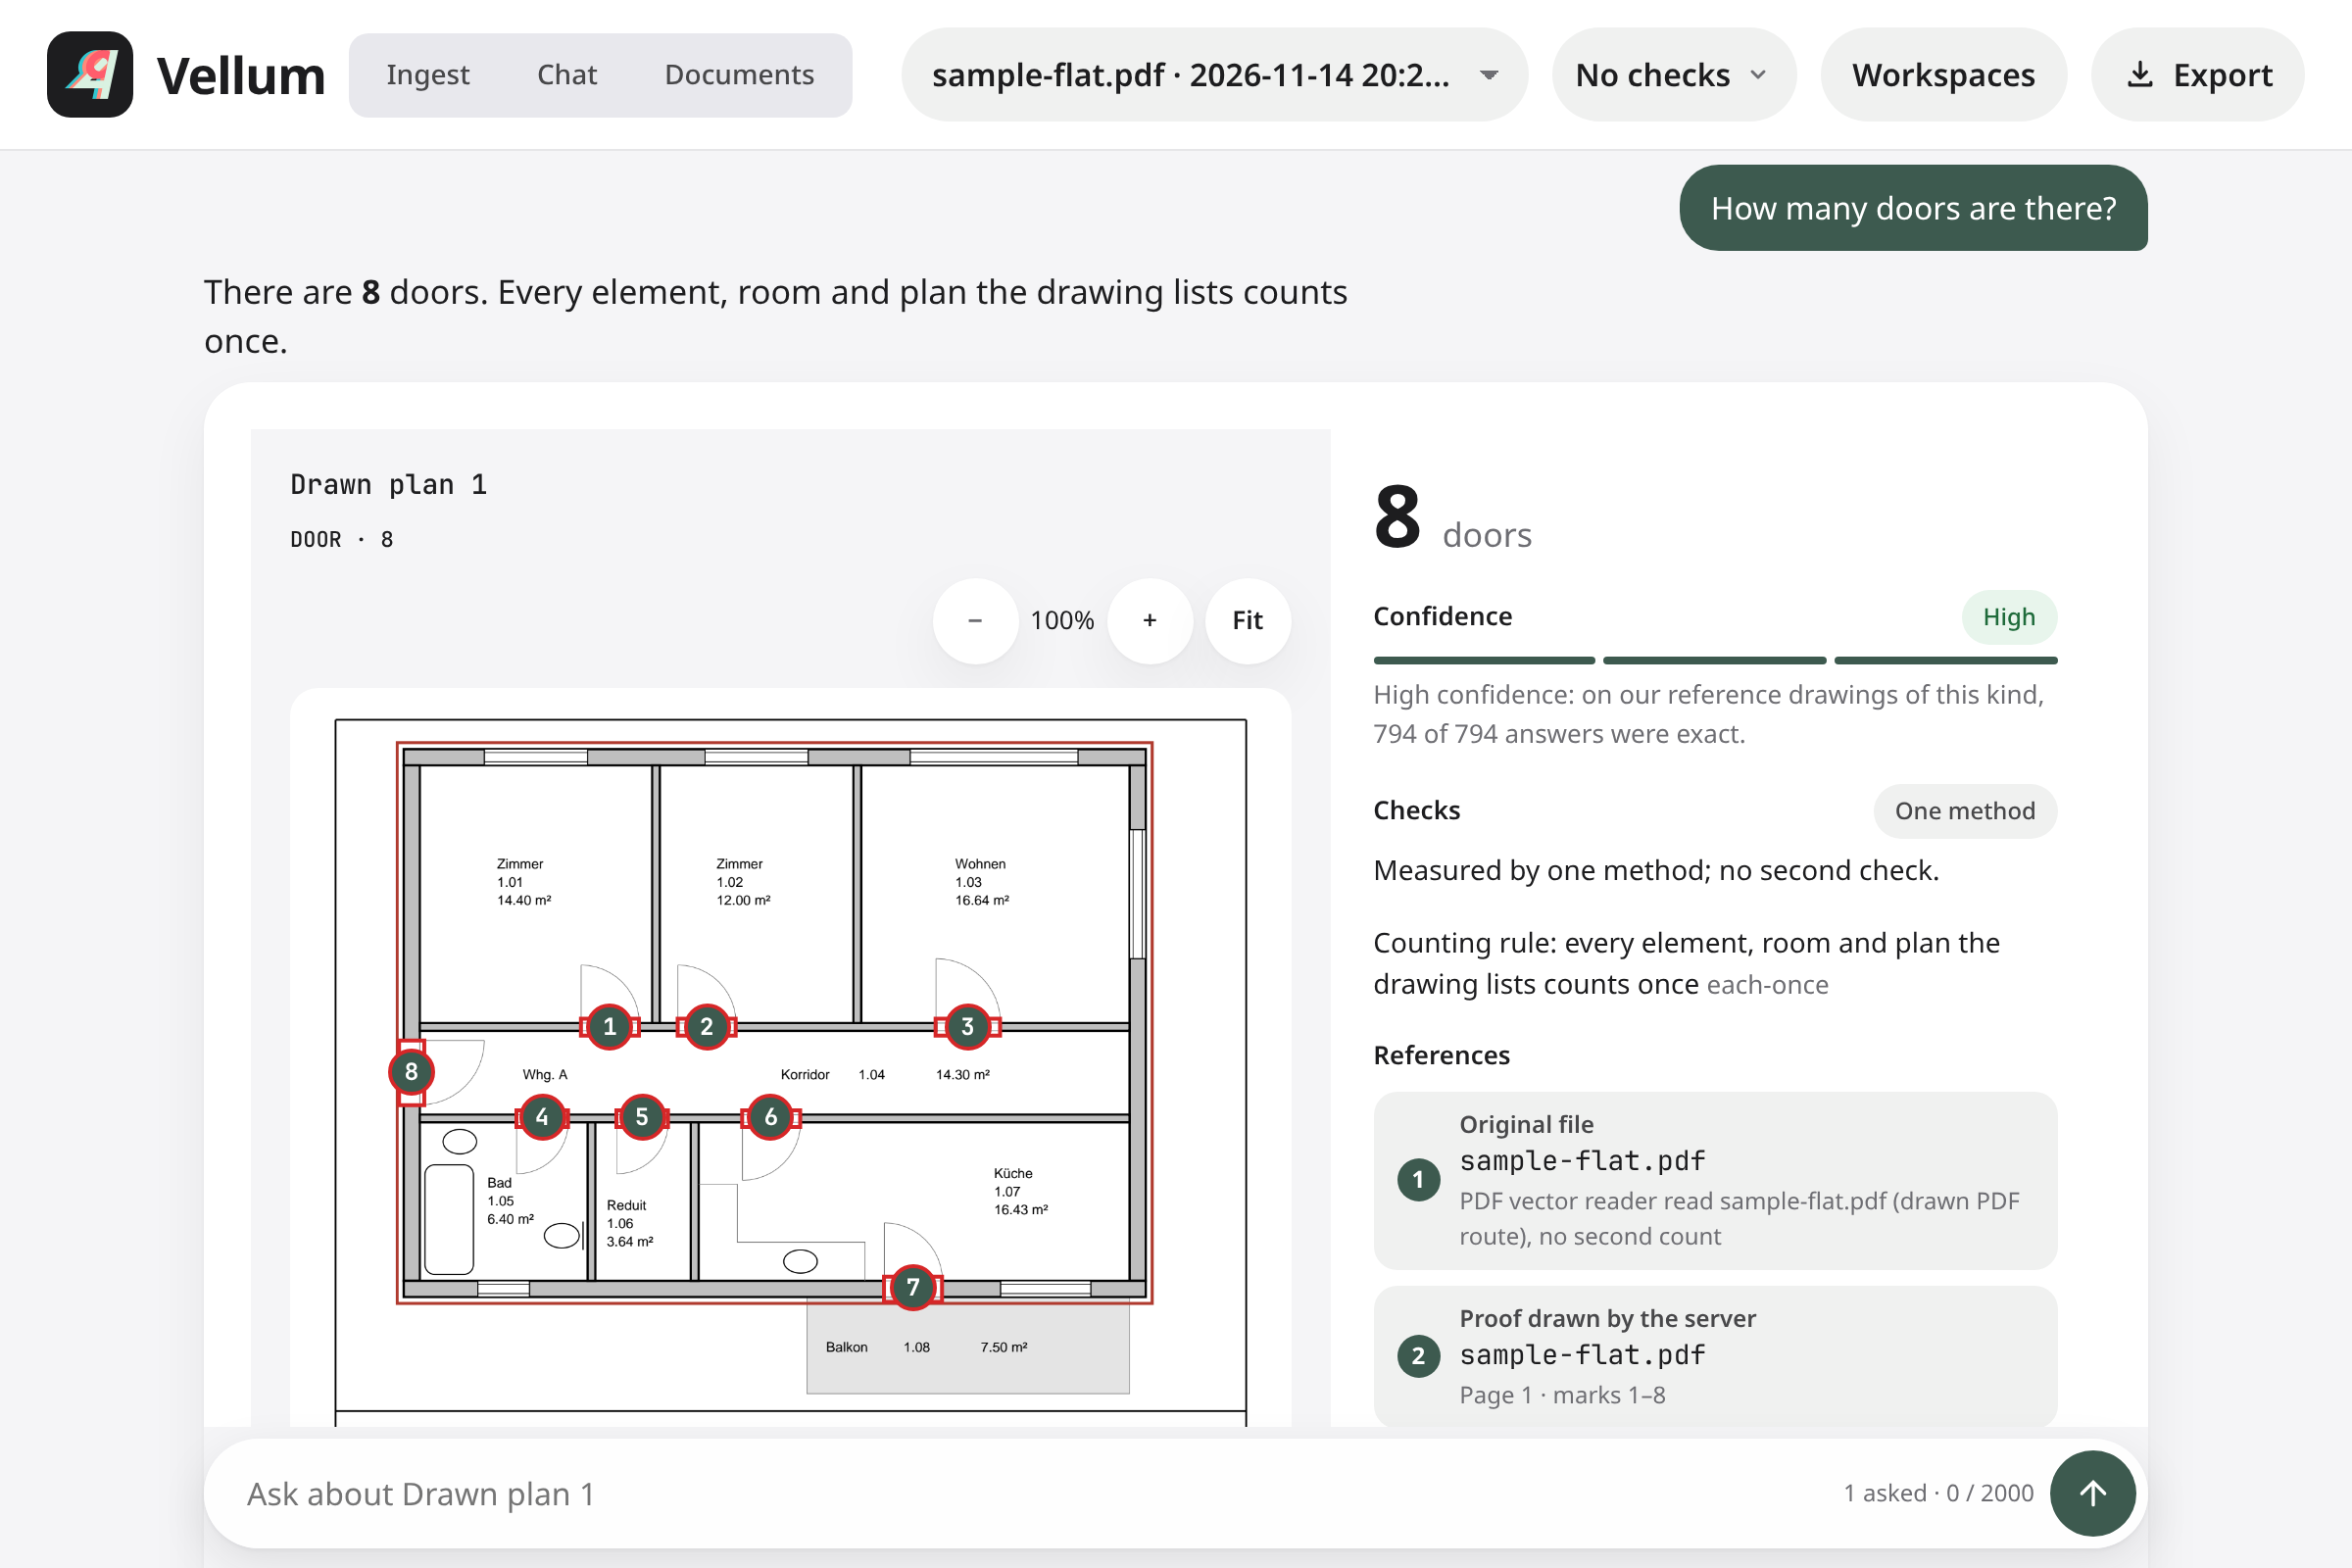 Vellum
Ingest
Chat
Documents
sample-flat.pdf · 2026-11-14 20:2...
No checks
Workspaces
Export
How many doors are there?
There are 8 doors. Every element, room and plan the drawing lists counts
once.
Drawn plan 1
DOOR · 8
−
100%
+
Fit
Zimmer
1.01
14.40 m²
Zimmer
1.02
12.00 m²
Wohnen
1.03
16.64 m²
1
2
3
8
Whg. A
Korridor 1.04 14.30 m²
4
5
6
Bad
1.05
6.40 m²
Reduit
1.06
3.64 m²
Küche
1.07
16.43 m²
7
Balkon 1.08 7.50 m²
8 doors
Confidence
High
High confidence: on our reference drawings of this kind,
794 of 794 answers were exact.
Checks
One method
Measured by one method; no second check.
Counting rule: every element, room and plan the
drawing lists counts once each-once
References
1
Original file
sample-flat.pdf
PDF vector reader read sample-flat.pdf (drawn PDF
route), no second count
2
Proof drawn by the server
sample-flat.pdf
Page 1 · marks 1–8
Ask about Drawn plan 1
1 asked · 0 / 2000